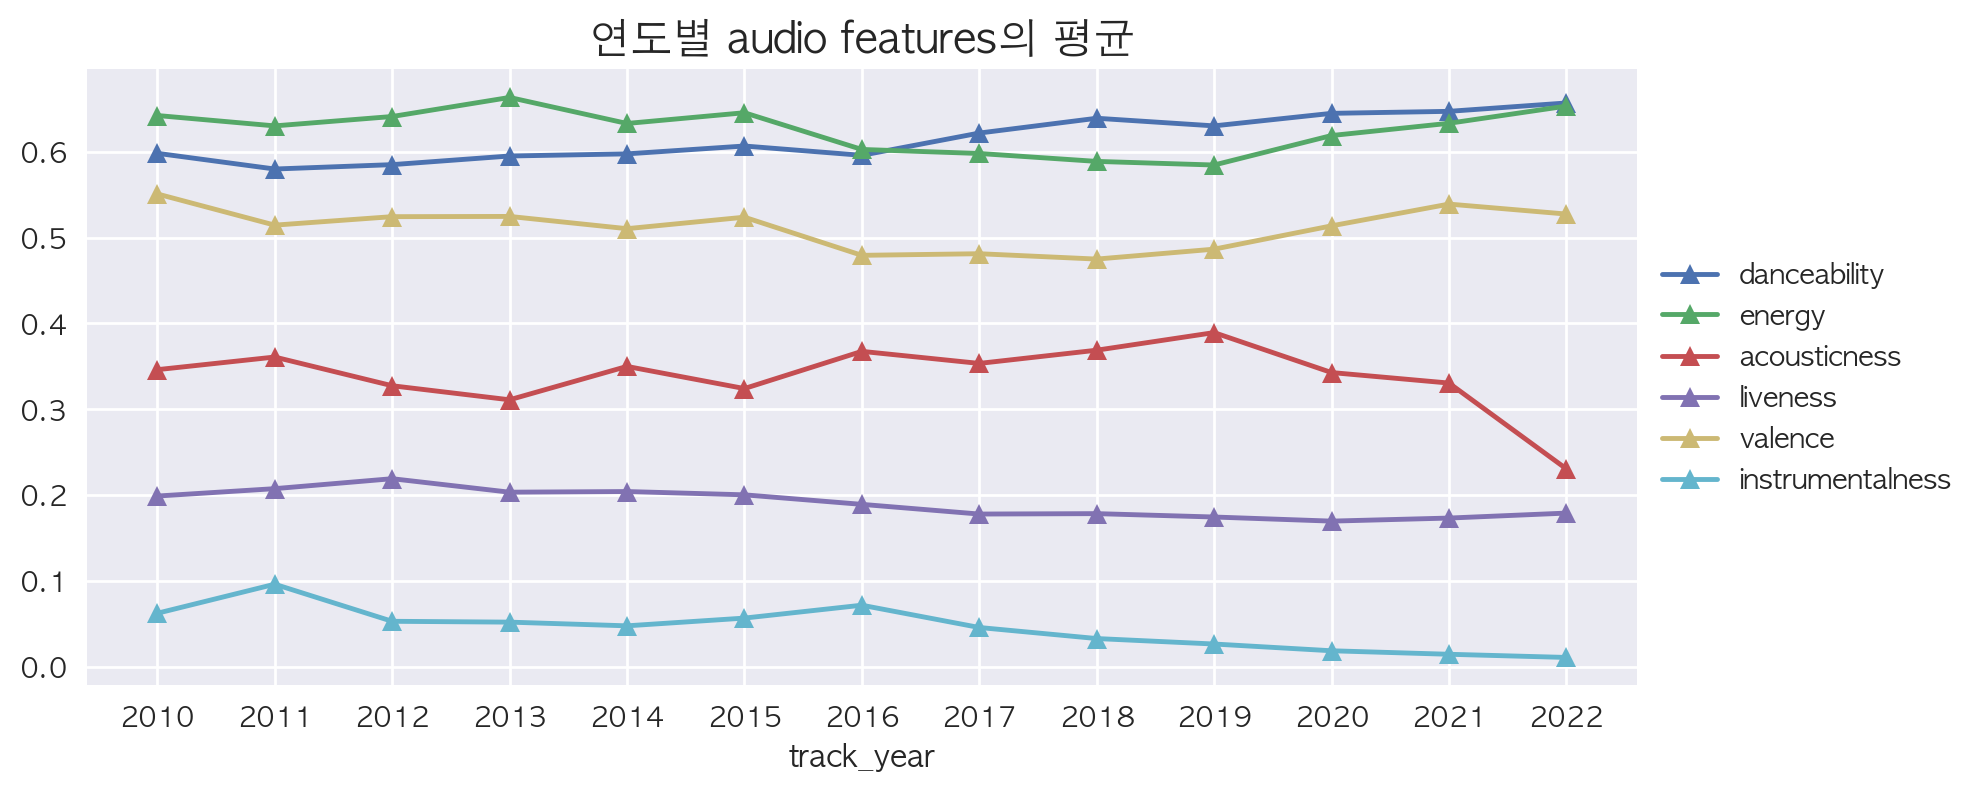 연도별 audio features의 평균
0.6
0.5
0.4
0.3
0.2
0.1
0.0
2010 2011 2012 2013 2014 2015 2016 2017 2018 2019 2020 2021 2022
track_year
danceability
energy
acousticness
liveness
valence
instrumentalness